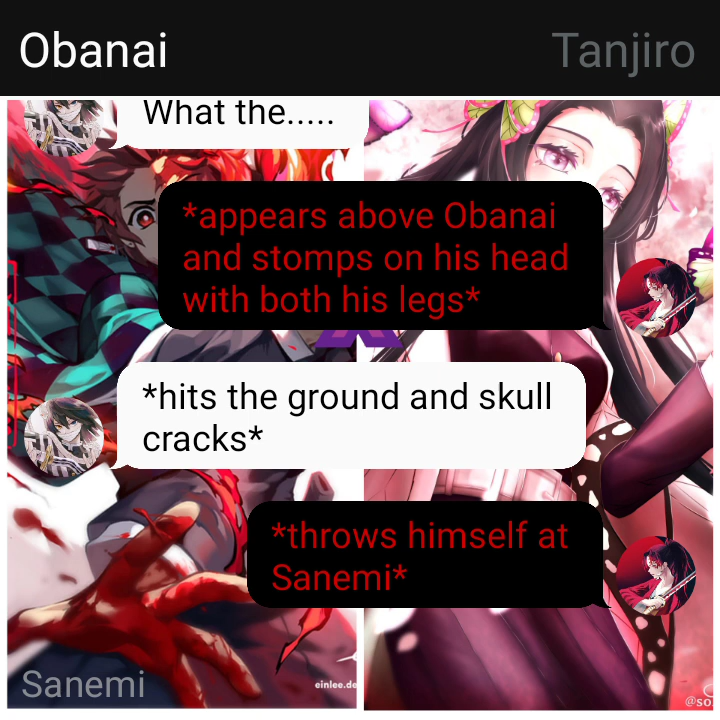 Obanai
Tanjiro
What the.....
*appears above Obanai
and stomps on his head
with both his legs*
*hits the ground and skull
cracks*
*throws himself at
Sanemi*
Sanemi
einlee.de
@so